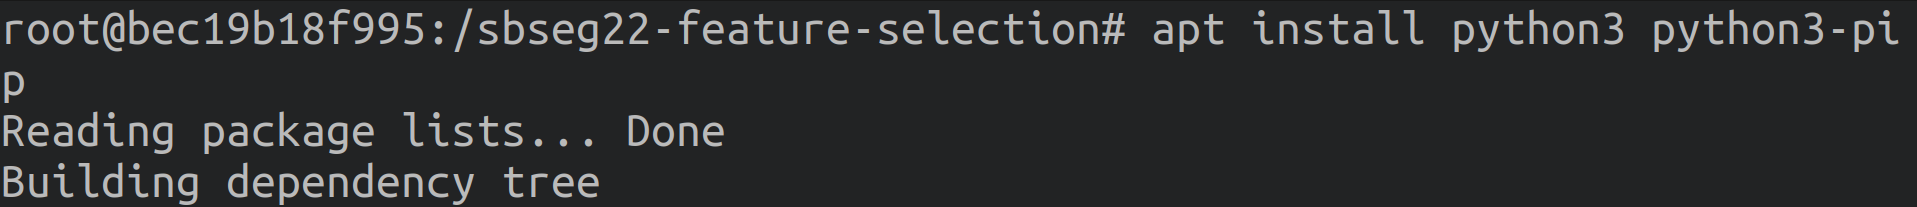 root@bec19b18f995:/sbseg22-feature-selection# apt install python3 python3-pi
p
Reading package lists... Done
Building dependency tree